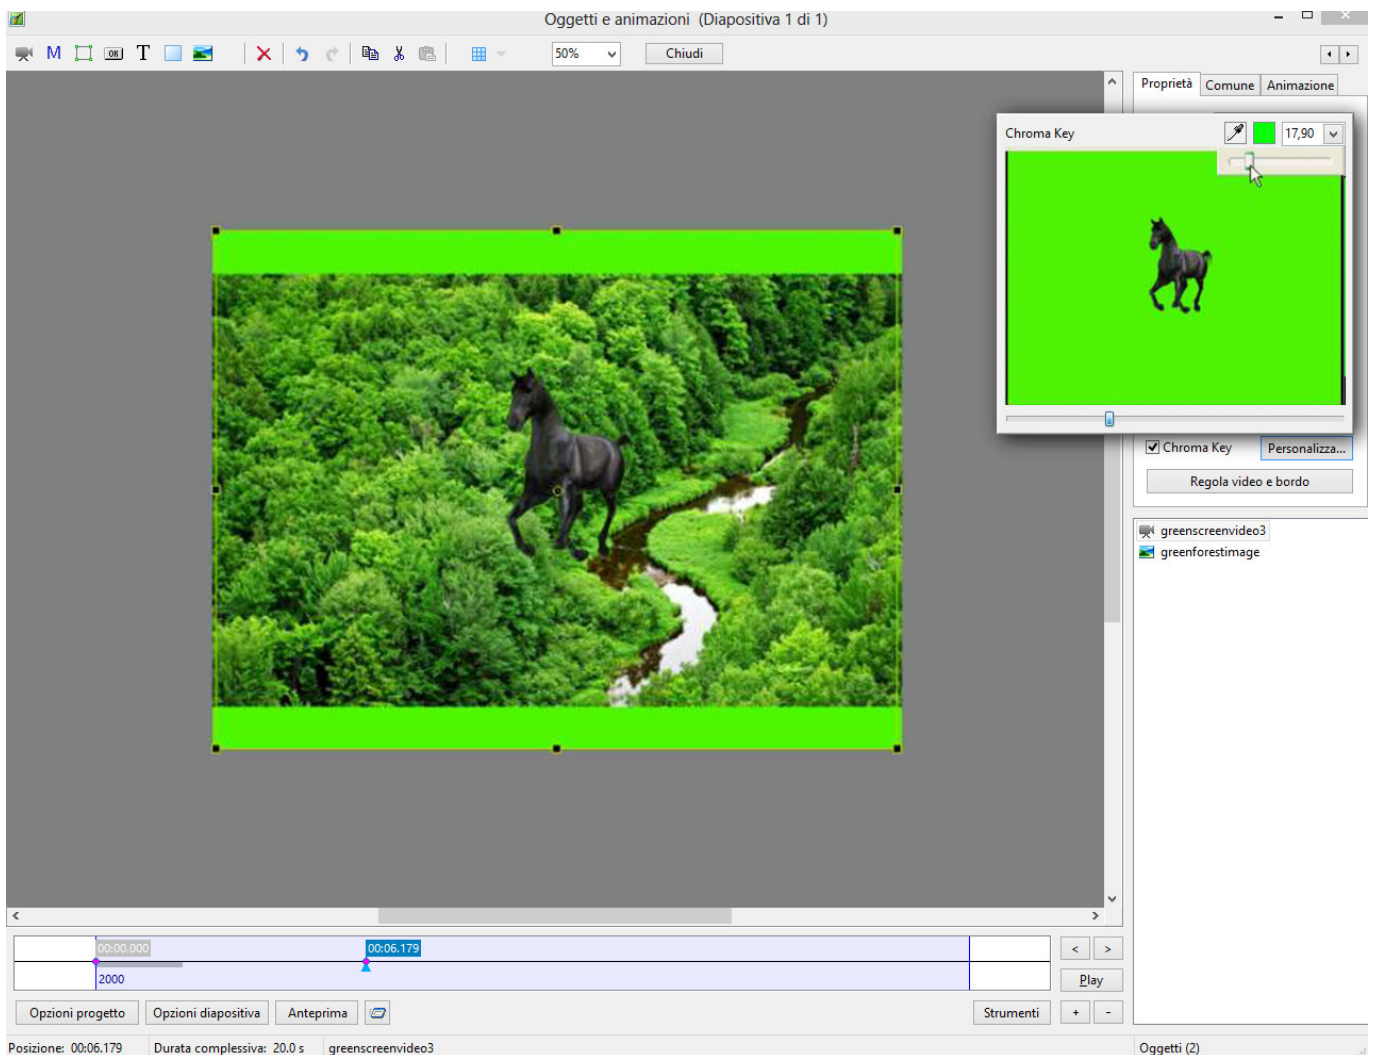 Oggetti e animazioni (Diapositiva 1 di 1)
M OK T 50% Chiudi
Proprietà Comune Animazione
Chroma Key 17,90
Chroma Key Personalizza...
Regola video e bordo
greenscreenvideo3
greenforestimage
00:00.000 00:06.179 < >
2000 Play
Opzioni progetto Opzioni diapositiva Anteprima Strumenti + -
Posizione: 00:06.179 Durata complessiva: 20.0 s greenscreenvideo3 Oggetti (2)